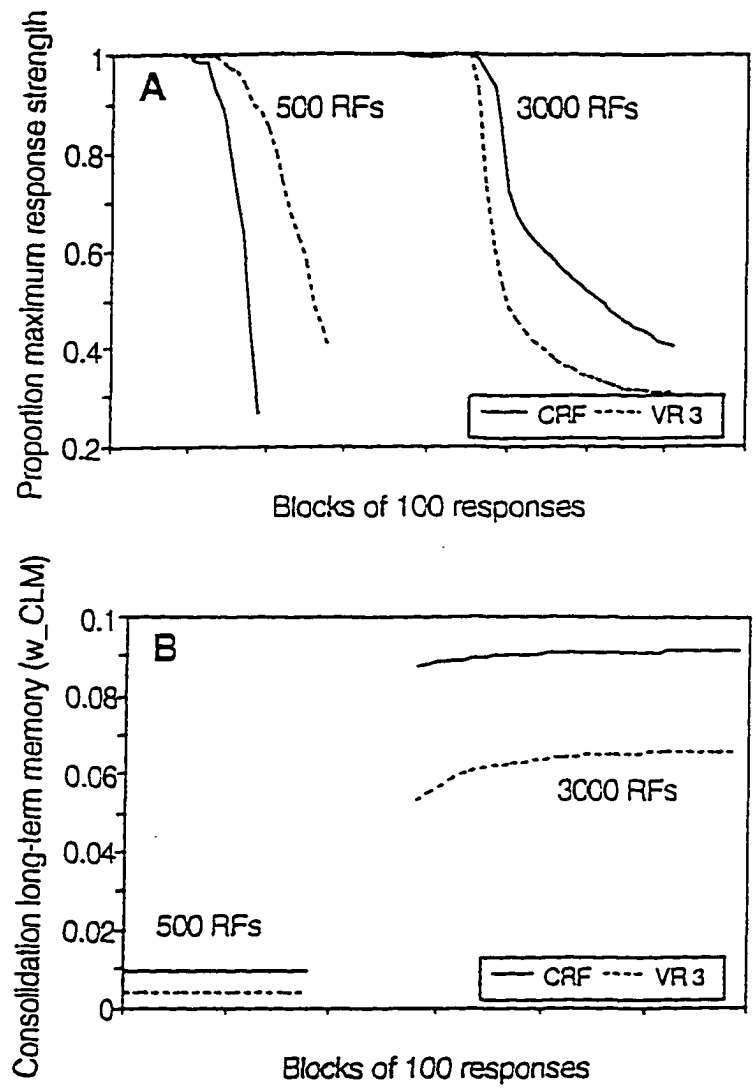 Proportion maximum response strength
1
0.8
0.6
0.4
0.2
A
500 RFs
3000 RFs
CRF VR 3
Blocks of 100 responses
Consolidation long-term memory (w_CLM)
0.1
0.08
0.06
0.04
0.02
0
B
3000 RFs
500 RFs
CRF VR 3
Blocks of 100 responses